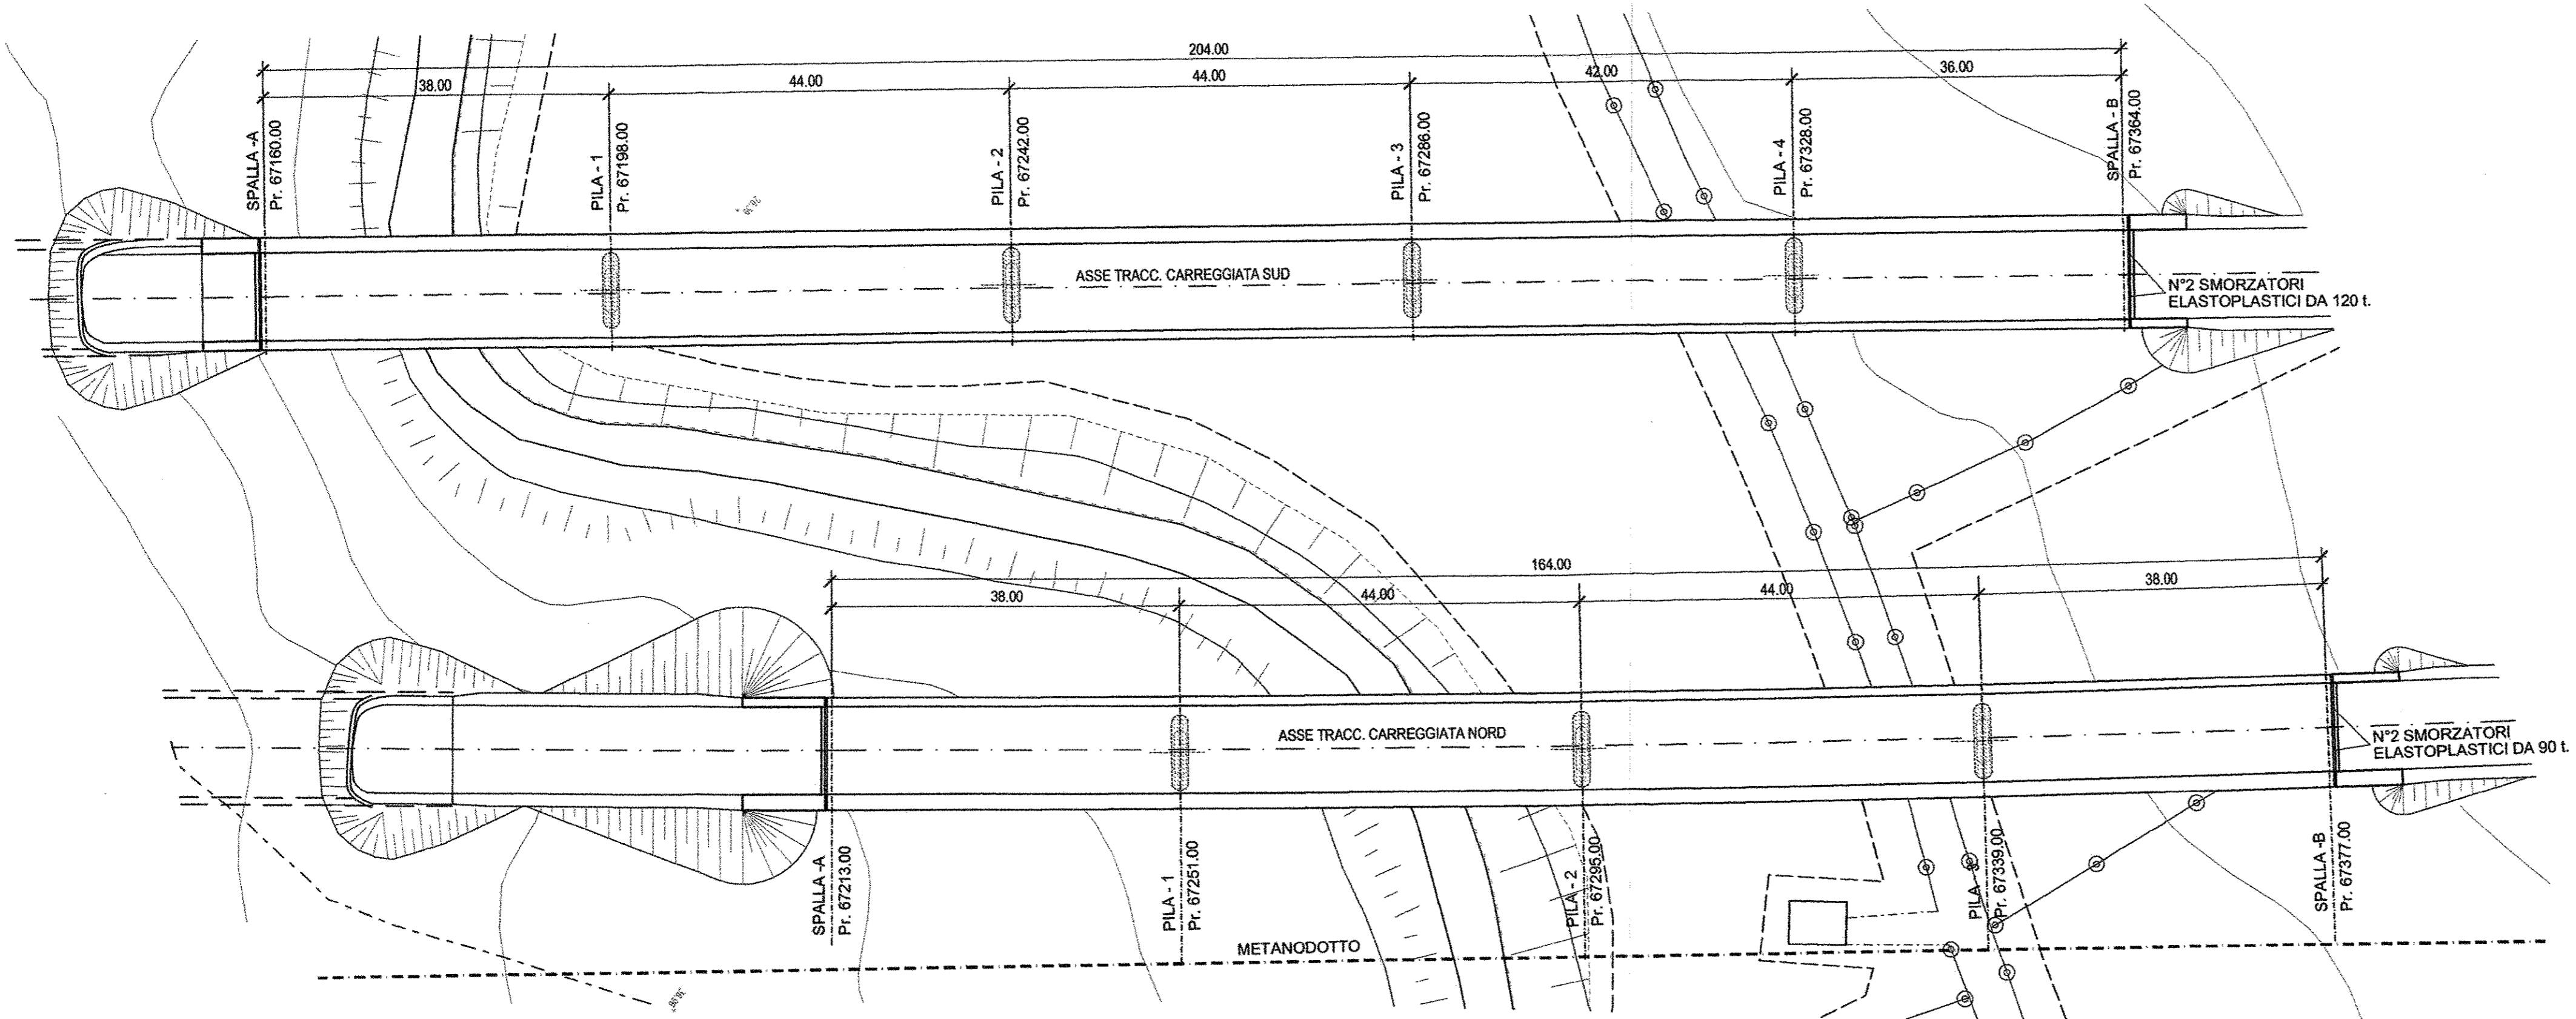 204.00
38.00
44.00
44.00
42.00
36.00
SPALLA -A
Pr. 67160.00
PILA - 1
Pr. 67198.00
PILA - 2
Pr. 67242.00
PILA - 3
Pr. 67286.00
PILA - 4
Pr. 67328.00
SPALLA - B
Pr. 67364.00
ASSE TRACC. CARREGGIATA SUD
N°2 SMORZATORI
ELASTOPLASTICI DA 120 t.
164.00
38.00
44.00
44.00
38.00
ASSE TRACC. CARREGGIATA NORD
N°2 SMORZATORI
ELASTOPLASTICI DA 90 t.
SPALLA -A
Pr. 67213.00
PILA - 1
Pr. 67251.00
PILA - 2
Pr. 67295.00
PILA
Pr. 67339.00
SPALLA -B
Pr. 67377.00
METANODOTTO